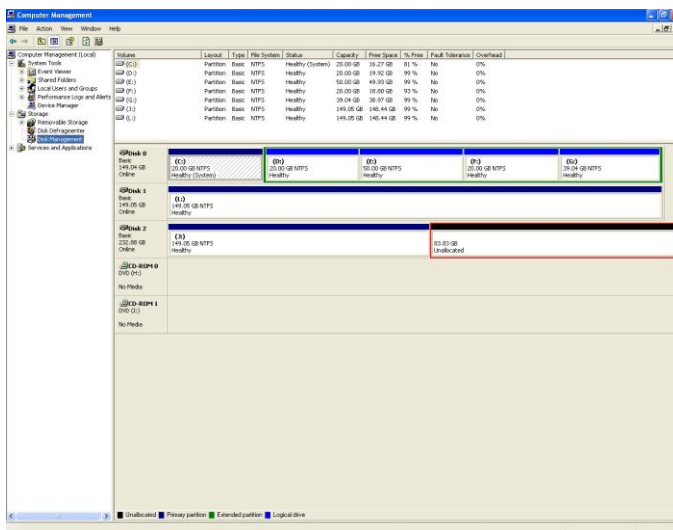 Computer Management
File Action View Window Help
Computer Management (Local)
System Tools
Event Viewer
Shared Folders
Local Users and Groups
Performance Logs and Alerts
Device Manager
Storage
Removable Storage
Disk Defragmenter
Disk Management
Services and Applications
Volume Layout Type File System Status Capacity Free Space % Free Fault Tolerance Overhead
(C:) Partition Basic NTFS Healthy (System) 20.00 GB 16.27 GB 81 % No 0%
(D:) Partition Basic NTFS Healthy 20.00 GB 19.92 GB 99 % No 0%
(E:) Partition Basic NTFS Healthy 50.00 GB 49.93 GB 99 % No 0%
(F:) Partition Basic NTFS Healthy 20.00 GB 18.60 GB 93 % No 0%
(G:) Partition Basic NTFS Healthy 39.04 GB 38.97 GB 99 % No 0%
(J:) Partition Basic NTFS Healthy 149.05 GB 148.44 GB 99 % No 0%
(L:) Partition Basic NTFS Healthy 149.05 GB 148.44 GB 99 % No 0%
Disk 0
Basic
149.04 GB
Online
(C:)
20.00 GB NTFS
Healthy (System)
(D:)
20.00 GB NTFS
Healthy
(E:)
50.00 GB NTFS
Healthy
(F:)
20.00 GB NTFS
Healthy
(G:)
39.04 GB NTFS
Healthy
Disk 1
Basic
149.05 GB
Online
(L:)
149.05 GB NTFS
Healthy
Disk 2
Basic
232.88 GB
Online
(J:)
149.05 GB NTFS
Healthy
83.83 GB
Unallocated
CD-ROM 0
DVD (H:)
No Media
CD-ROM 1
DVD (I:)
No Media
Unallocated Primary partition Extended partition Logical drive